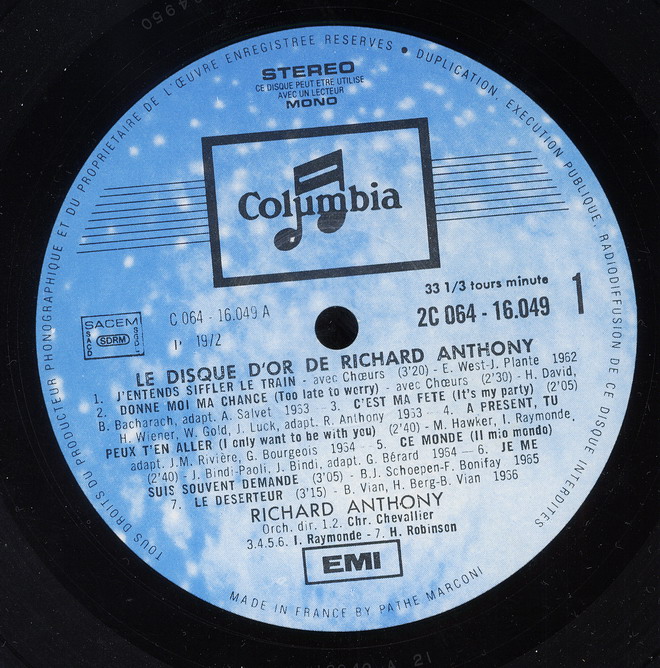 TOUS DROITS DU PRODUCTEUR PHONOGRAPHIQUE ET DU PROPRIETAIRE DE L'ŒUVRE ENREGISTREE RESERVES • DUPLICATION, EXECUTION PUBLIQUE, RADIODIFFUSION DE CE DISQUE INTERDITES
STEREO
CE DISQUE PEUT ETRE UTILISE
AVEC UN LECTEUR
MONO
Columbia
33 1/3 tours minute
SACEM
SACD
SDRM
C 064 - 16.049 A
2C 064 - 16.049
1
℗ 1972
LE DISQUE D'OR DE RICHARD ANTHONY
1. J'ENTENDS SIFFLER LE TRAIN - avec Chœurs (3'20) - E. West-J. Plante 1962
2. DONNE MOI MA CHANCE (Too late to werry) - avec Chœurs (2'30) - H. David,
B. Bacharach, adapt. A. Salvet 1963 - 3. C'EST MA FETE (It's my party) (2'05)
H. Wiener, W. Gold, J. Luck, adapt. R. Anthony 1963 - 4. A PRESENT, TU
PEUX T'EN ALLER (I only want to be with you) (2'40) - M. Hawker, I. Raymonde,
adapt. J.M. Rivière, G. Bourgeois 1964 - 5. CE MONDE (Il mio mondo)
(2'40) - J. Bindi-Paoli, J. Bindi, adapt. G. Bérard 1964 - 6. JE ME
SUIS SOUVENT DEMANDE (3'05) - B.J. Schoepen-F. Bonifay 1965
7. LE DESERTEUR (3'15) - B. Vian, H. Berg-B. Vian 1966
RICHARD ANTHONY
Orch. dir. 1.2. Chr. Chevallier
3.4.5.6. I. Raymonde - 7. H. Robinson
EMI
MADE IN FRANCE BY PATHE MARCONI